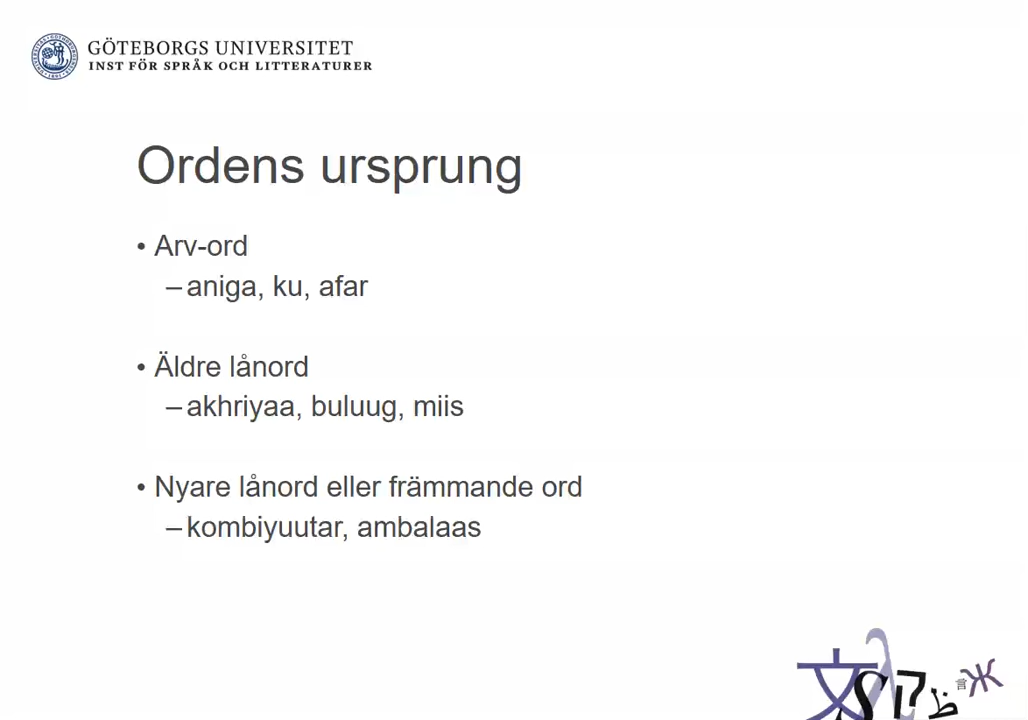 GÖTEBORGS UNIVERSITET
INST FÖR SPRÅK OCH LITTERATURER
Ordens ursprung
• Arv-ord
– aniga, ku, afar
• Äldre lånord
– akhriyaa, buluug, miis
• Nyare lånord eller främmande ord
– kombiyuutar, ambalaas